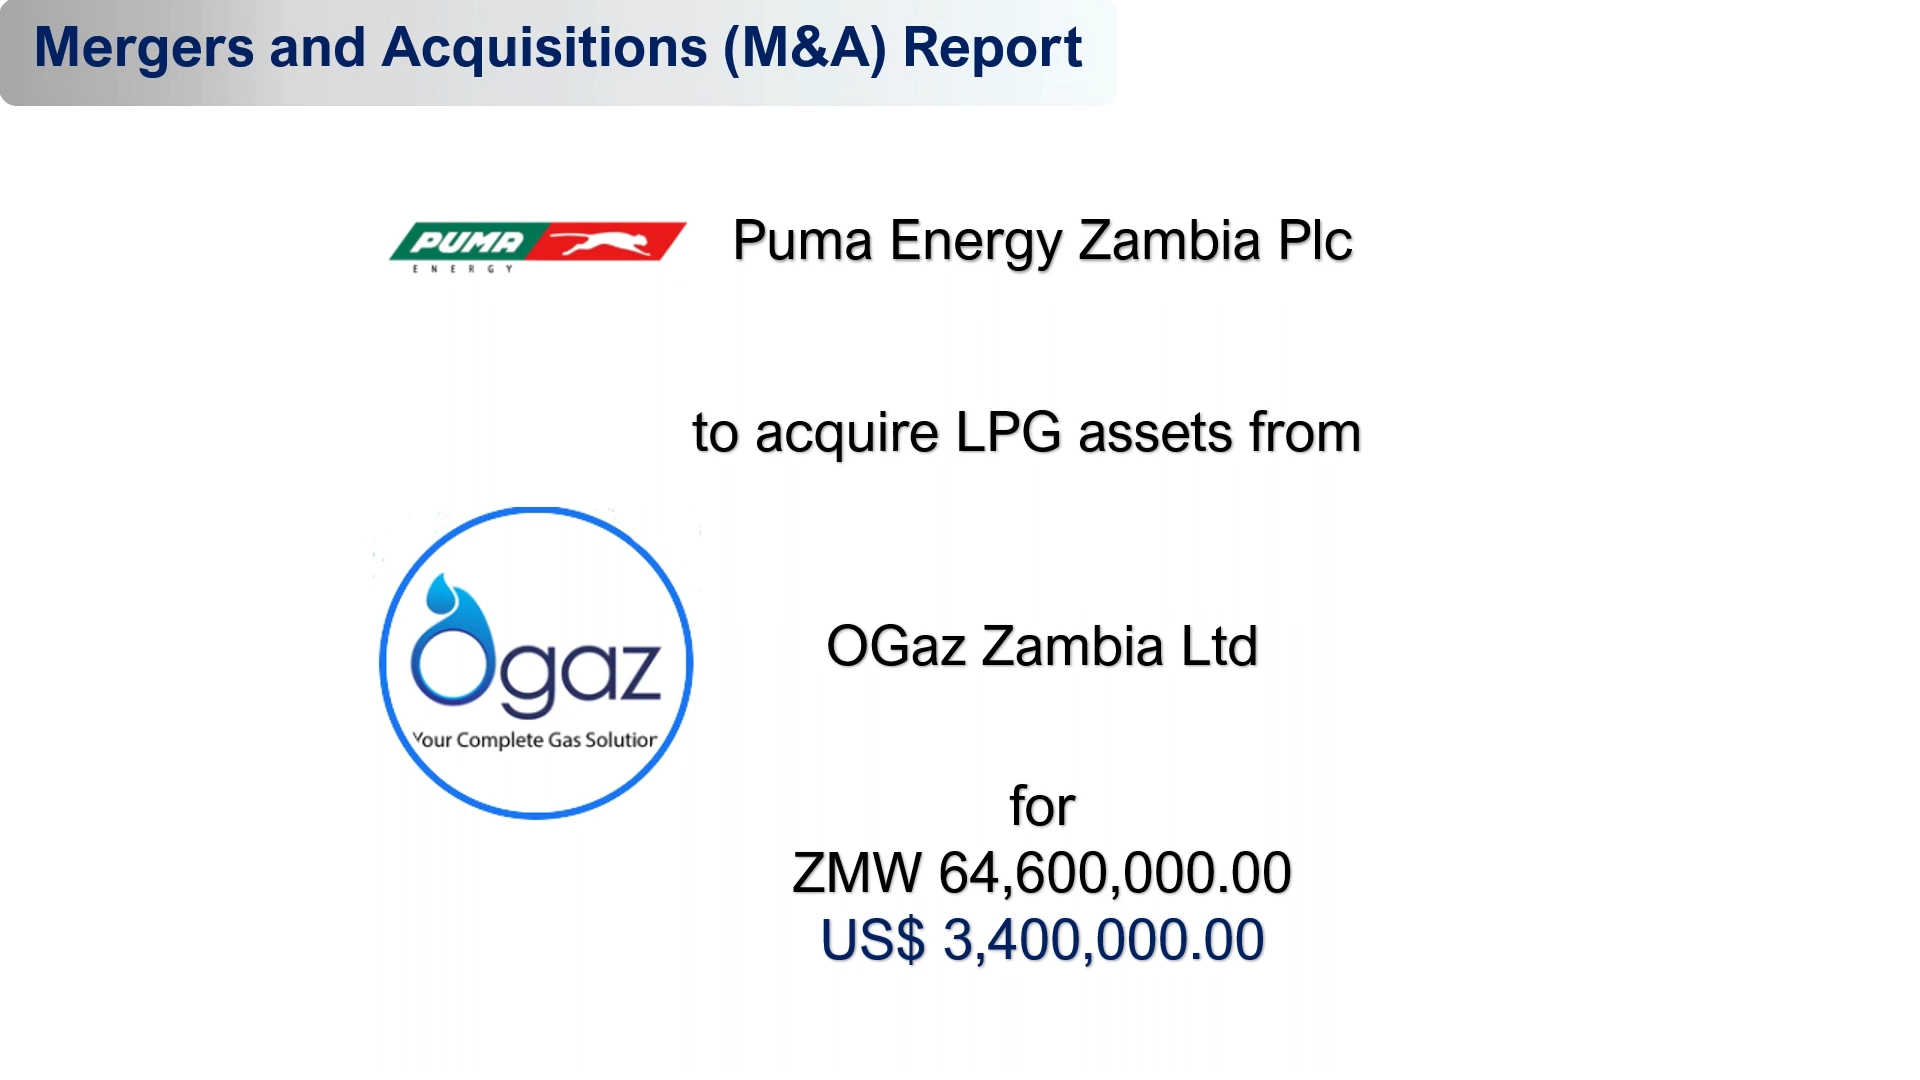 Mergers and Acquisitions (M&A) Report
PUMA
ENERGY
Puma Energy Zambia Plc
to acquire LPG assets from
Ogaz
Your Complete Gas Solution
OGaz Zambia Ltd
for
ZMW 64,600,000.00
US$ 3,400,000.00